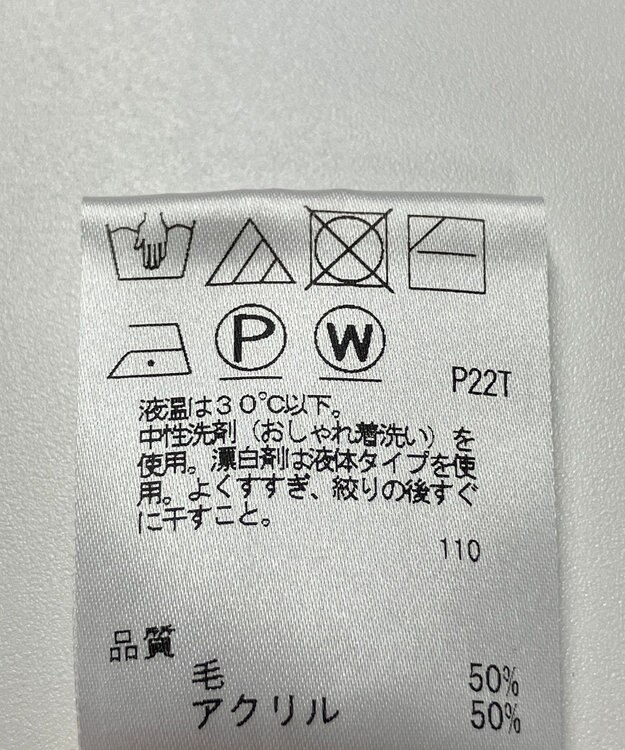 P W
P22T
液温は30℃以下。
中性洗剤（おしゃれ着洗い）を
使用。漂白剤は液体タイプを使
用。よくすすぎ、絞りの後すぐ
に干すこと。
110
品質
毛 50%
アクリル 50%